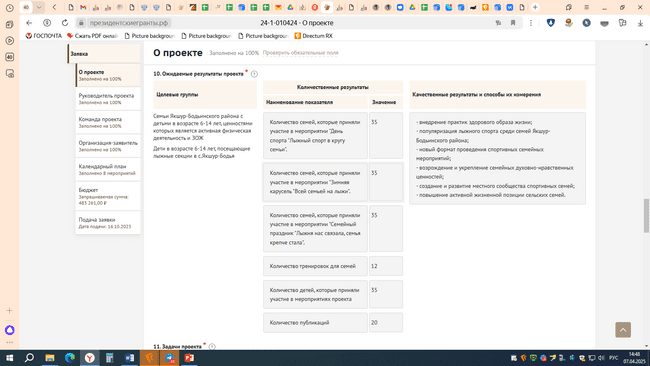 президентскиегранты.рф
24-1-010424 - О проекте
ГОСПОЧТА
Сжать PDF онлай
Picture backgroun
Picture backgroun
Picture backgroun
Directum RX
Заявка
О проекте
Заполнено на 100%
Руководитель проекта
Заполнено на 100%
Команда проекта
Заполнено на 100%
Организация-заявитель
Заполнено на 100%
Календарный план
Заполнено 8 мероприятий
Бюджет
Запрашиваемая сумма:
483 261,00 ₽
Подача заявки
Дата подачи: 16.10.2023
О проекте
Заполнено на 100%
Проверить обязательные поля
10. Ожидаемые результаты проекта *
Целевые группы
Количественные результаты
Наименование показателя
Значение
Качественные результаты и способы их измерения
Семьи Якшур-Бодьинского района с
детьми в возрасте 6-14 лет, ценностями
которых является активная физическая
деятельность и ЗОЖ
Дети в возрасте 6-14 лет, посещающие
лыжные секции в с.Якшур-Бодья
Количество семей, которые приняли
участие в мероприятии "День
спорта "Лыжный спорт в кругу
семьи".
35
Количество семей, которые приняли
участие в мероприятии "Зимняя
карусель "Всей семьей на лыжи".
35
Количество семей, которые приняли
участие в мероприятии "Семейный
праздник "Лыжня нас связала, семья
крепче стала".
35
Количество тренировок для семей
12
Количество детей, которые приняли
участие в мероприятиях проекта
35
Количество публикаций
20
- внедрение практик здорового образа жизни;
- популяризация лыжного спорта среди семей Якшур-
Бодьинского района;
- новый формат проведения спортивных семейных
мероприятий;
- возрождение и укрепление семейных духовно-нравственных
ценностей;
- создание и развитие местного сообщества спортивных семей;
- повышение активной жизненной позиции сельских семей.
11. Задачи проекта *
РУС
14:48
07.04.2025